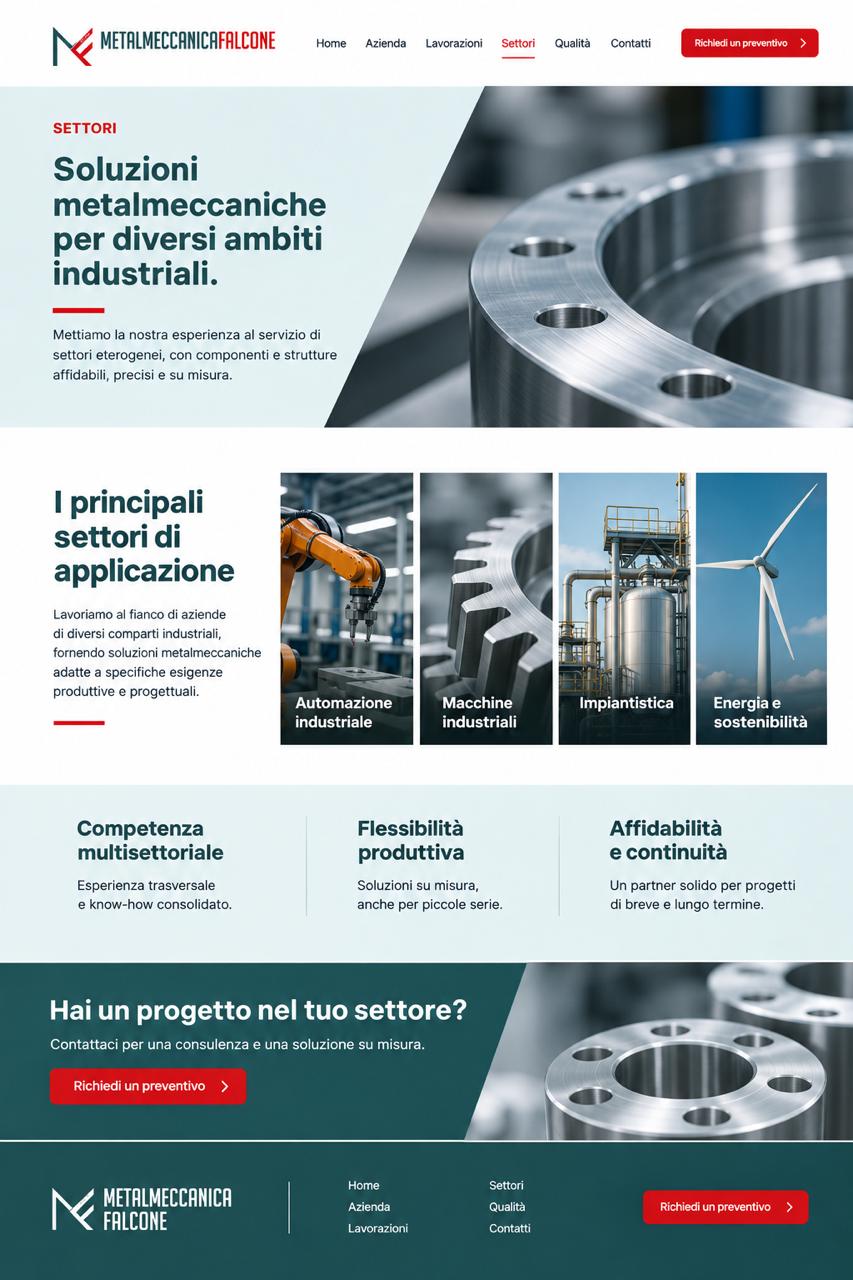 METALMECCANICAFALCONE
Home
Azienda
Lavorazioni
Settori
Qualità
Contatti
Richiedi un preventivo
SETTORI
Soluzioni
metalmeccaniche
per diversi ambiti
industriali.
Mettiamo la nostra esperienza al servizio di
settori eterogenei, con componenti e strutture
affidabili, precisi e su misura.
I principali
settori di
applicazione
Lavoriamo al fianco di aziende
di diversi comparti industriali,
fornendo soluzioni metalmeccaniche
adatte a specifiche esigenze
produttive e progettuali.
Automazione
industriale
Macchine
industriali
Impiantistica
Energia e
sostenibilità
Competenza
multisettoriale
Esperienza trasversale
e know-how consolidato.
Flessibilità
produttiva
Soluzioni su misura,
anche per piccole serie.
Affidabilità
e continuità
Un partner solido per progetti
di breve e lungo termine.
Hai un progetto nel tuo settore?
Contattaci per una consulenza e una soluzione su misura.
Richiedi un preventivo
METALMECCANICA
FALCONE
Home
Azienda
Lavorazioni
Settori
Qualità
Contatti
Richiedi un preventivo